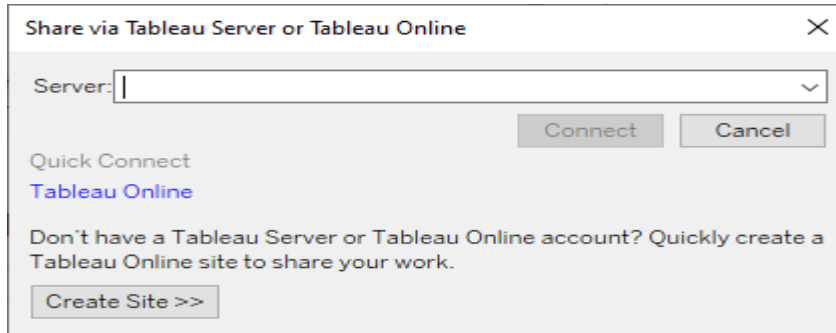 Share via Tableau Server or Tableau Online
Server:
Connect
Cancel
Quick Connect
Tableau Online
Don't have a Tableau Server or Tableau Online account? Quickly create a
Tableau Online site to share your work.
Create Site >>